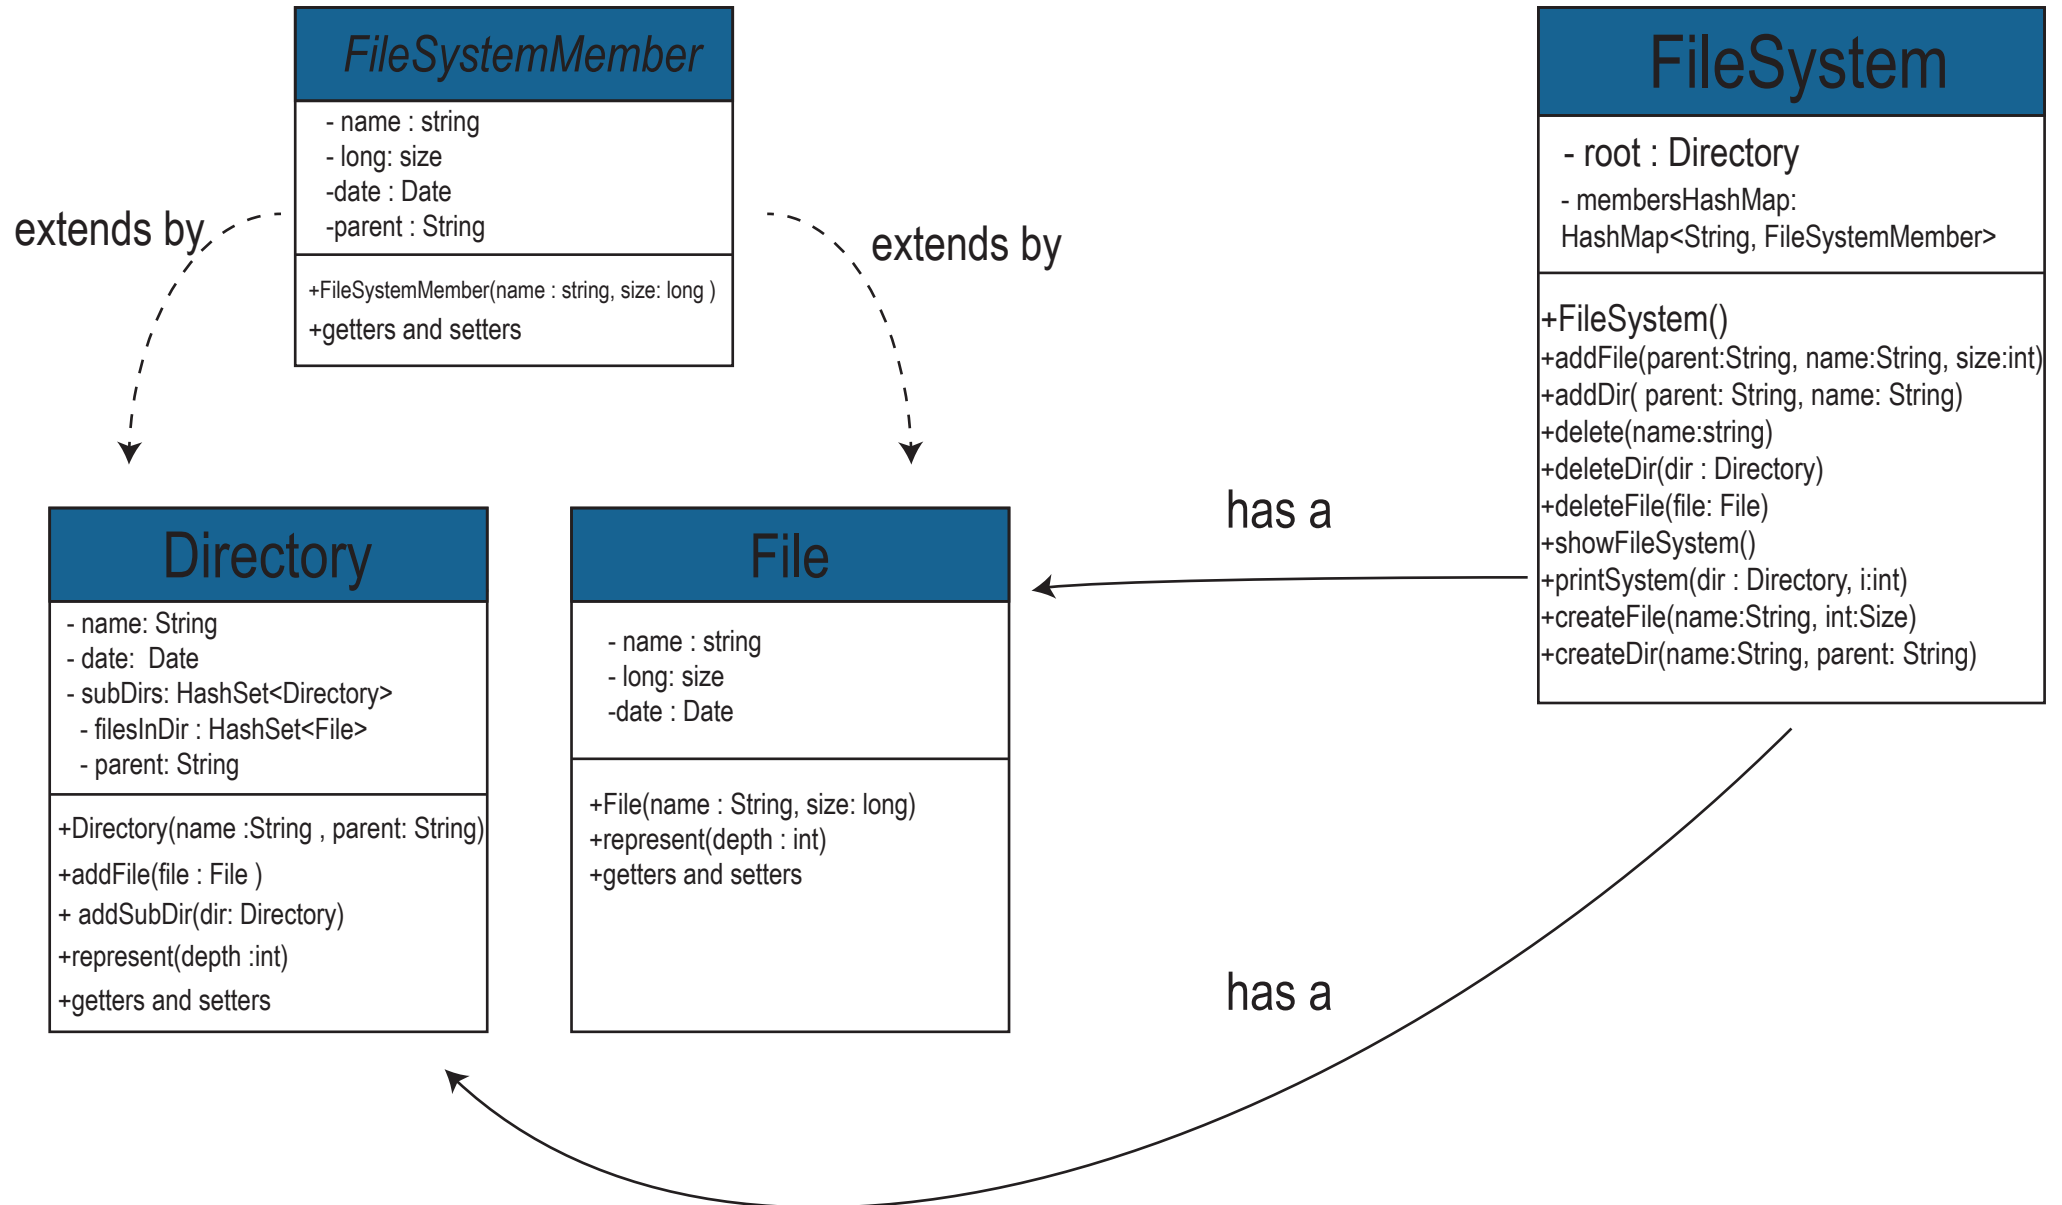 FileSystemMember
- name : string
- long: size
-date : Date
-parent : String
+FileSystemMember(name : string, size: long )
+getters and setters
extends by
extends by
FileSystem
- root : Directory
- membersHashMap:
HashMap<String, FileSystemMember>
+FileSystem()
+addFile(parent:String, name:String, size:int)
+addDir( parent: String, name: String)
+delete(name:string)
+deleteDir(dir : Directory)
+deleteFile(file: File)
+showFileSystem()
+printSystem(dir : Directory, i:int)
+createFile(name:String, int:Size)
+createDir(name:String, parent: String)
Directory
- name: String
- date:  Date
- subDirs: HashSet<Directory>
- filesInDir : HashSet<File>
- parent: String
+Directory(name :String , parent: String)
+addFile(file : File )
+ addSubDir(dir: Directory)
+represent(depth :int)
+getters and setters
File
- name : string
- long: size
-date : Date
+File(name : String, size: long)
+represent(depth : int)
+getters and setters
has a
has a